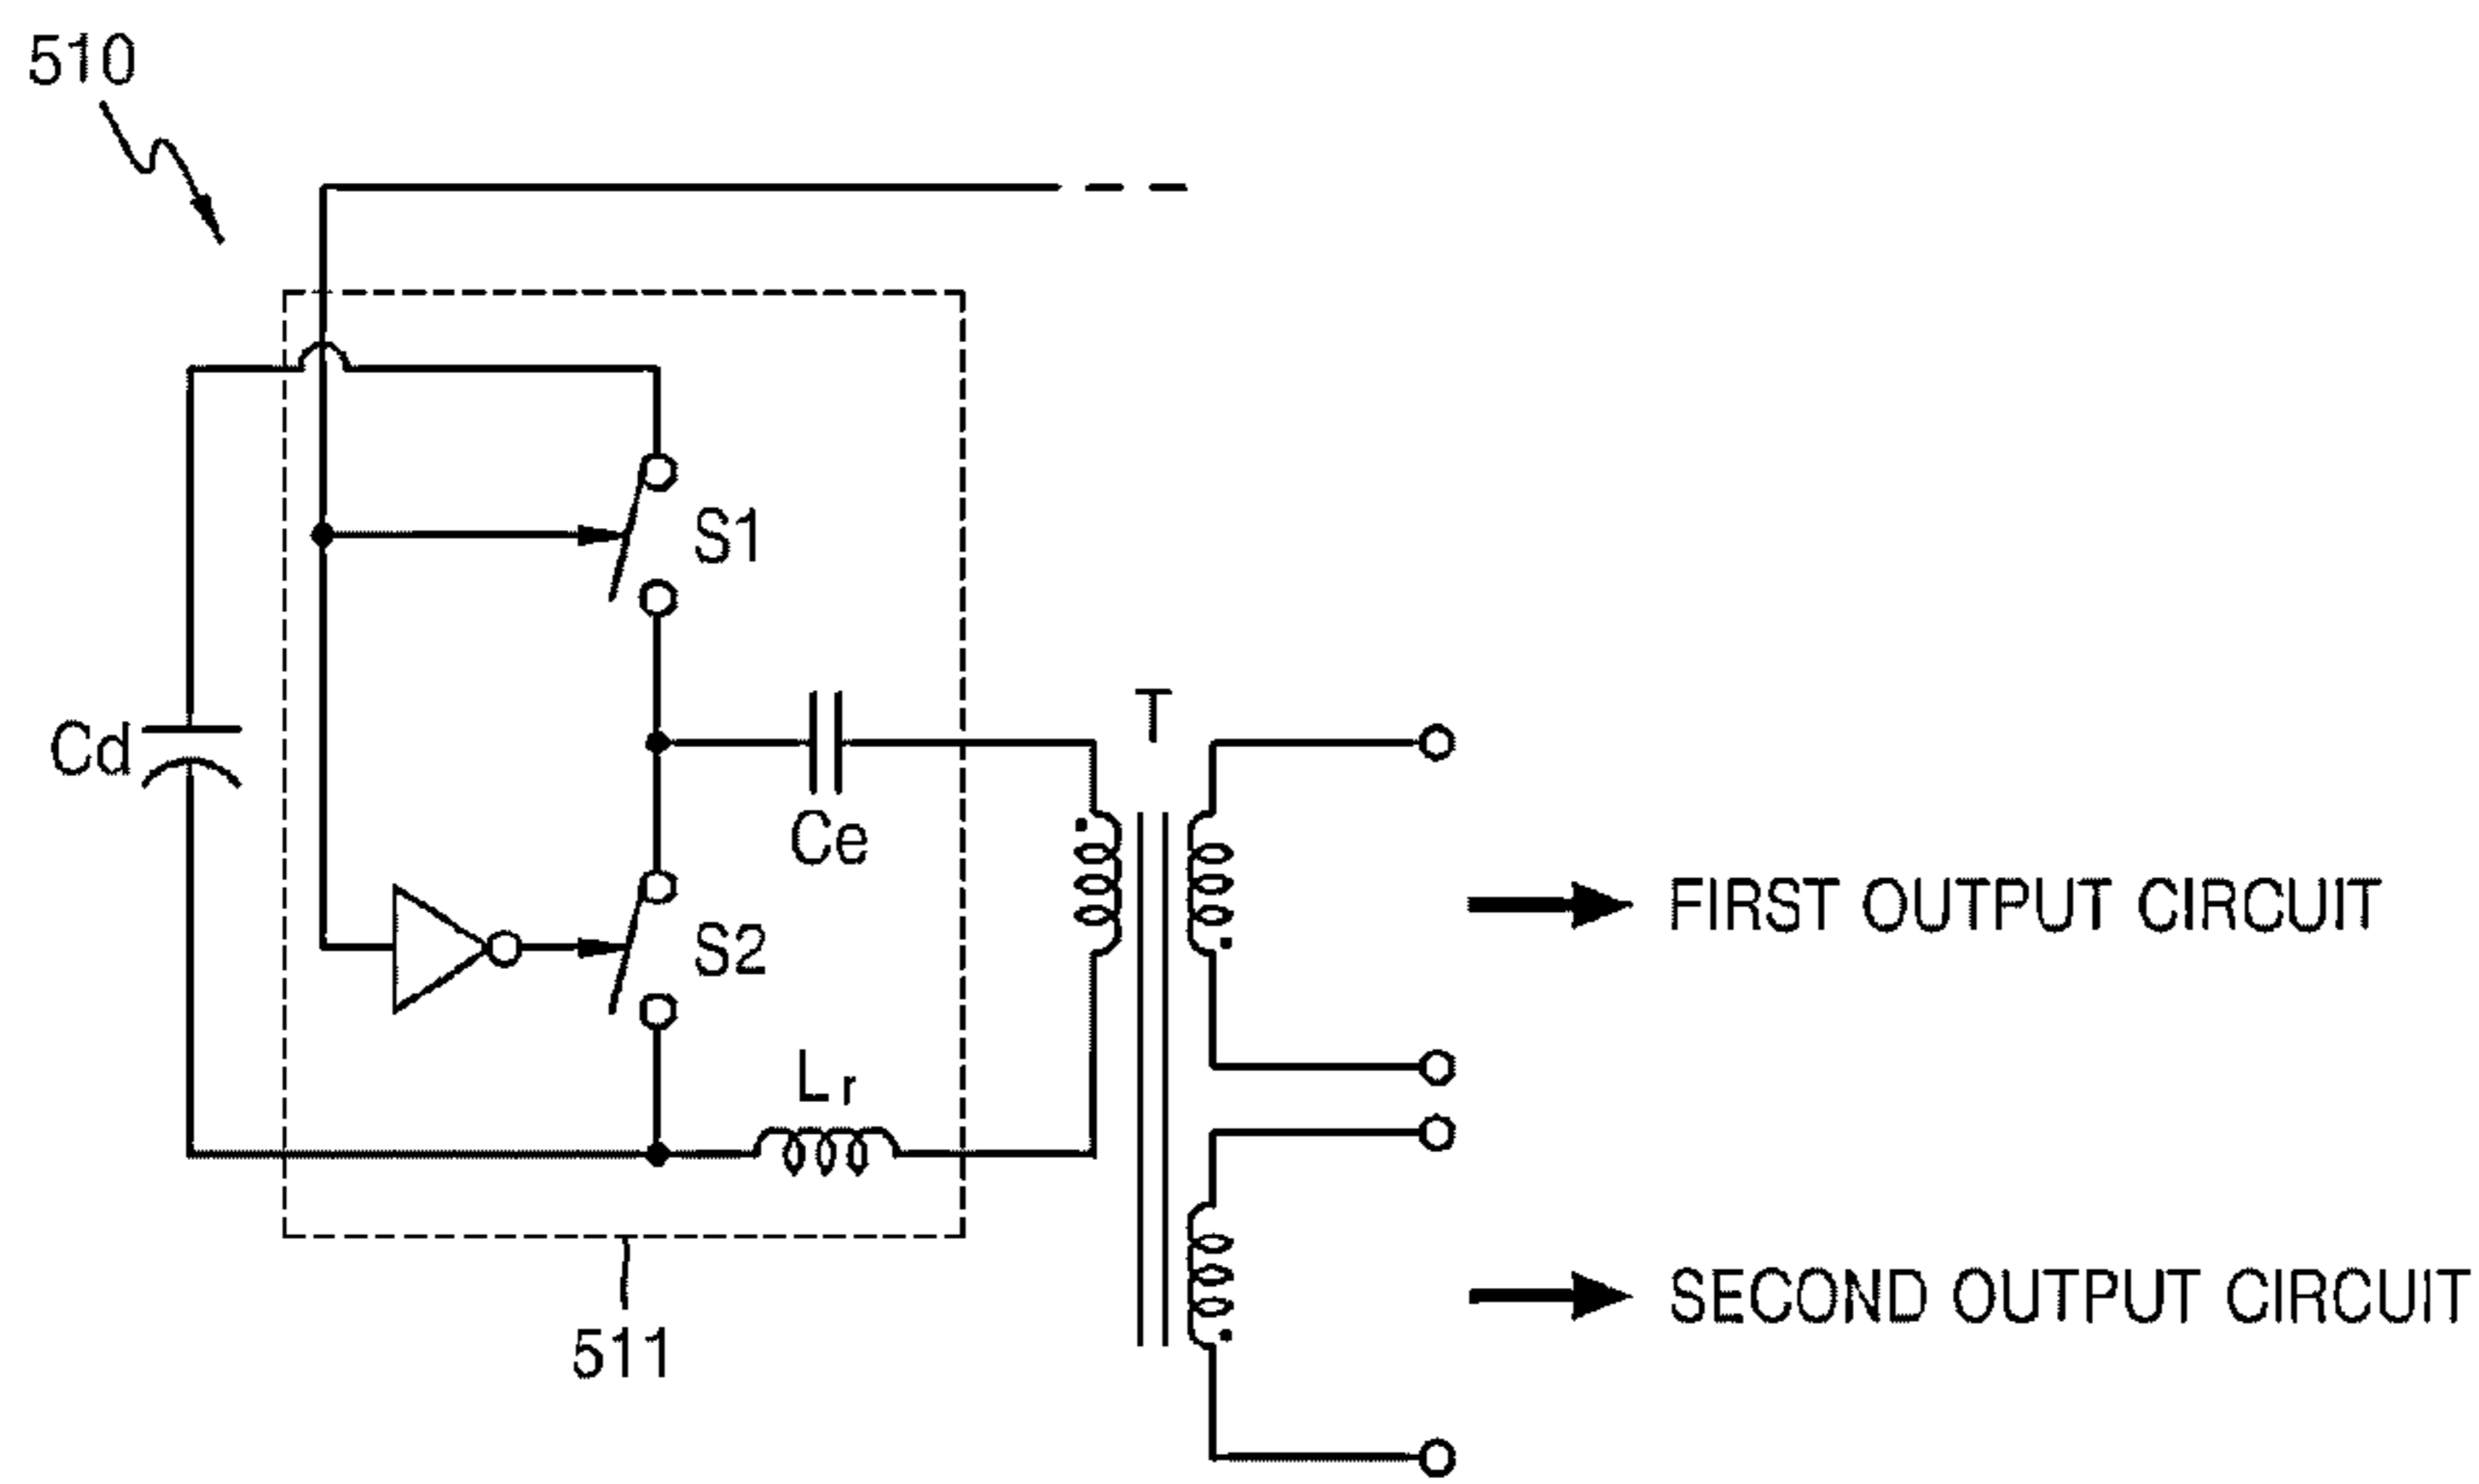 510
S1
Cd
T
Ce
FIRST OUTPUT CIRCUIT
S2
Lr
SECOND OUTPUT CIRCUIT
511